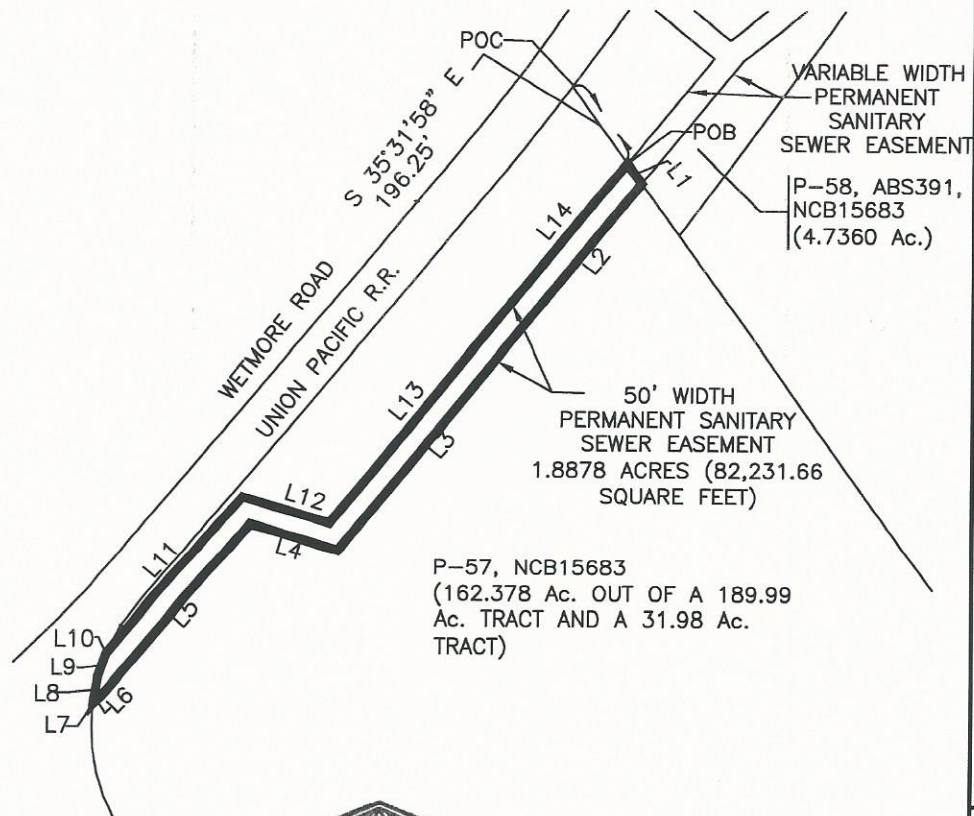 POC
S 35°31'58" E
196.25'
VARIABLE WIDTH
PERMANENT
SANITARY
SEWER EASEMENT
POB
L1
P-58, ABS391,
NCB15683
(4.7360 Ac.)
L14
L2
WETMORE ROAD
UNION PACIFIC R.R.
L13
L3
50' WIDTH
PERMANENT SANITARY
SEWER EASEMENT
1.8878 ACRES (82,231.66
SQUARE FEET)
L12
L4
L11
L5
P-57, NCB15683
(162.378 Ac. OUT OF A 189.99
Ac. TRACT AND A 31.98 Ac.
TRACT)
L10
L9
L8
L7
L6